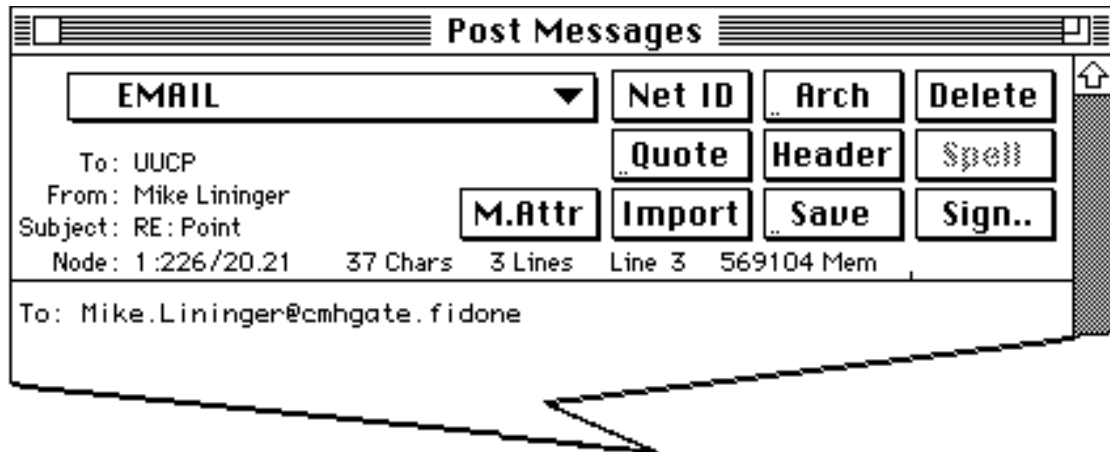 Post Messages
EMAIL Net ID Arch Delete
Quote Header Spell
To: UUCP
From: Mike Lininger
M.Attr Import Save Sign..
Subject: RE: Point
Node: 1:226/20.21 37 Chars 3 Lines Line 3 569104 Mem
To: Mike.Lininger@cmhgate.fidone